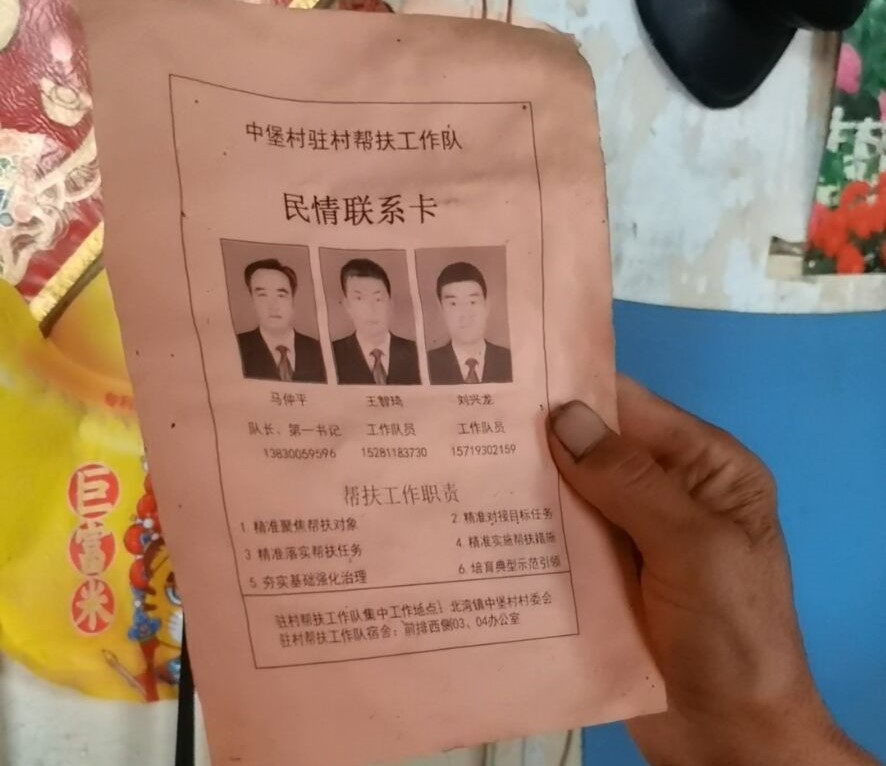 中堡村驻村帮扶工作队
民情联系卡
马仲平 王智琦 刘兴龙
队长、第一书记 工作队员 工作队员
13830059596 15281183730 15719302159
帮扶工作职责
1.精准聚焦帮扶对象 2.精准对接目标任务
3 精准落实帮扶任务 4.精准实施帮扶措施
5.夯实基础强化治理 6.培育典型示范引领
驻村帮扶工作队集中工作地点：北湾镇中堡村村委会
驻村帮扶工作队宿舍：前排西侧03、04办公室
巨富米